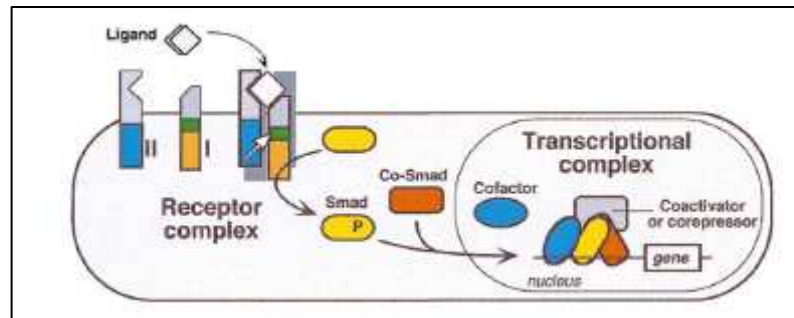 Ligand
II
I
Receptor
complex
Smad
P
Co-Smad
Transcriptional
complex
Cofactor
Coactivator
or corepressor
gene
nucleus